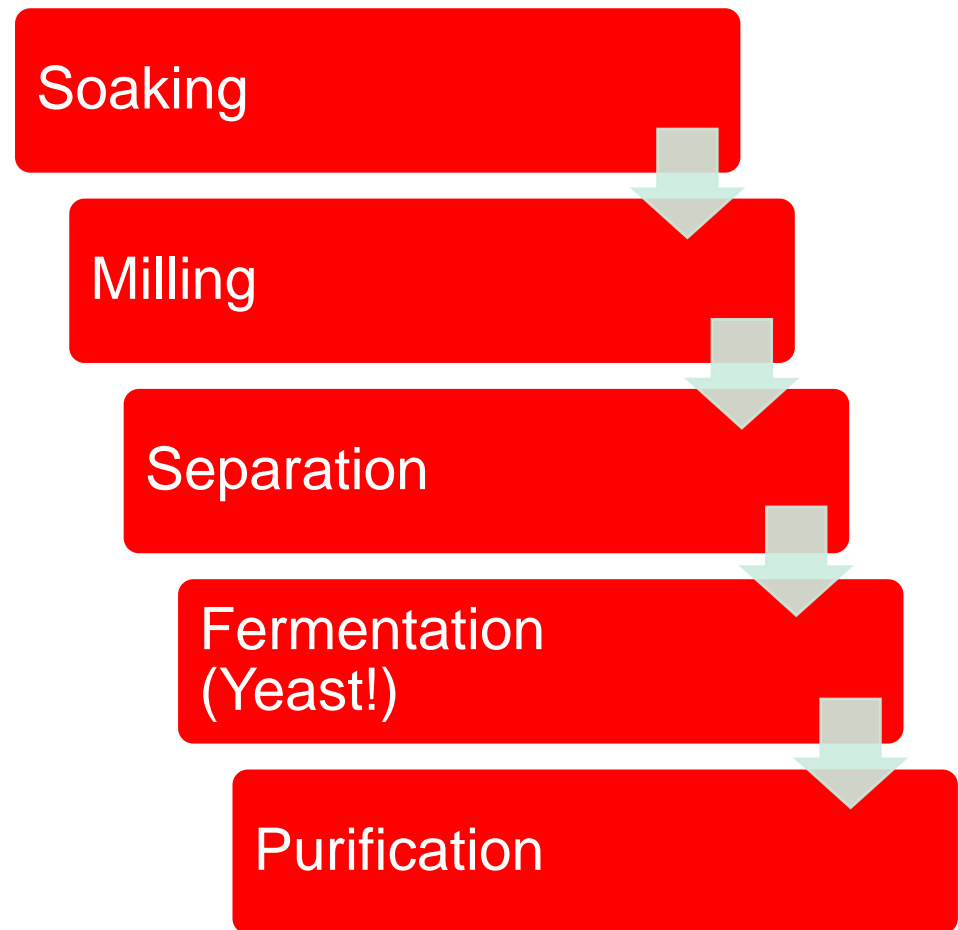 Soaking
Milling
Separation
Fermentation
(Yeast!)
Purification